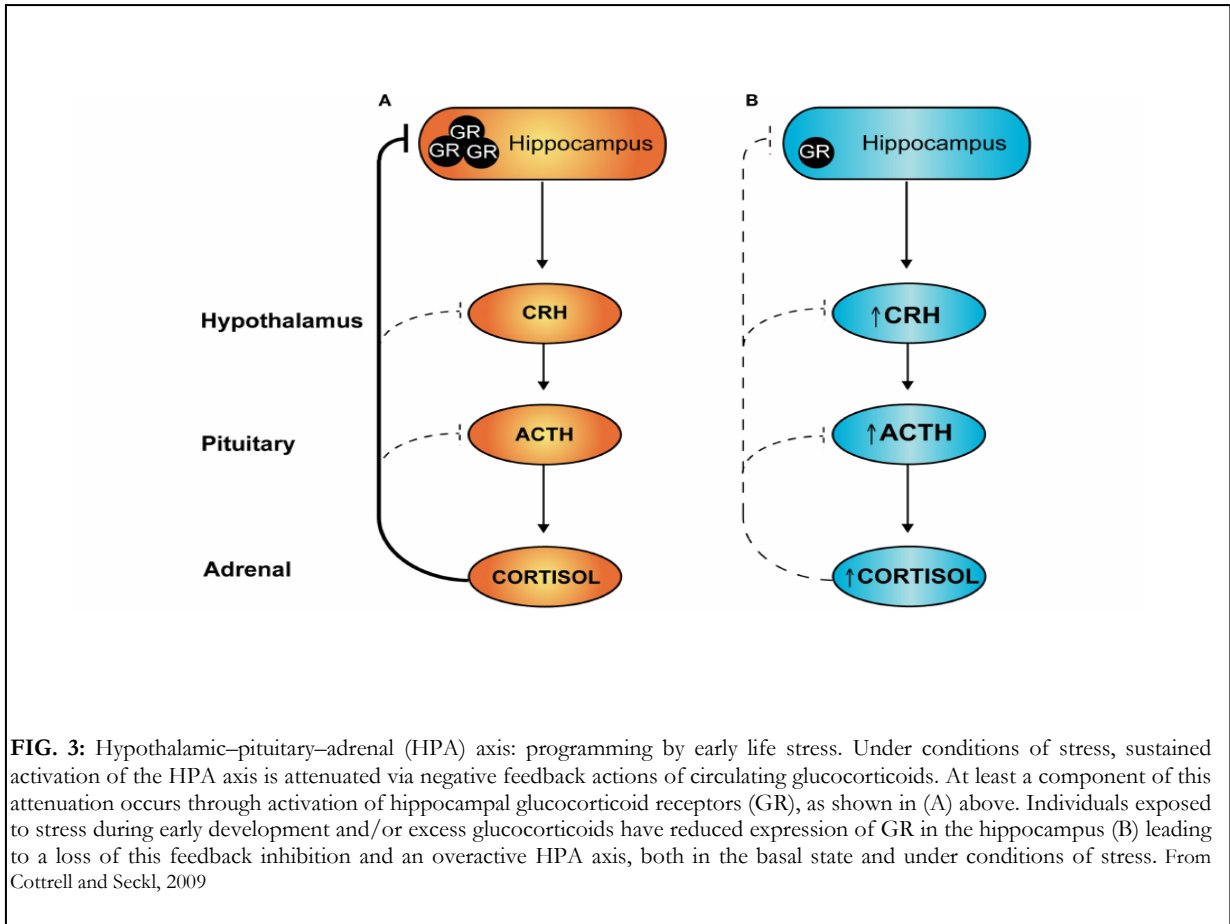 A
B
GR
GR GR
Hippocampus
GR
Hippocampus
Hypothalamus
CRH
↑CRH
Pituitary
ACTH
↑ACTH
Adrenal
CORTISOL
↑CORTISOL
FIG. 3: Hypothalamic–pituitary–adrenal (HPA) axis: programming by early life stress. Under conditions of stress, sustained
activation of the HPA axis is attenuated via negative feedback actions of circulating glucocorticoids. At least a component of this
attenuation occurs through activation of hippocampal glucocorticoid receptors (GR), as shown in (A) above. Individuals exposed
to stress during early development and/or excess glucocorticoids have reduced expression of GR in the hippocampus (B) leading
to a loss of this feedback inhibition and an overactive HPA axis, both in the basal state and under conditions of stress. From
Cottrell and Seckl, 2009